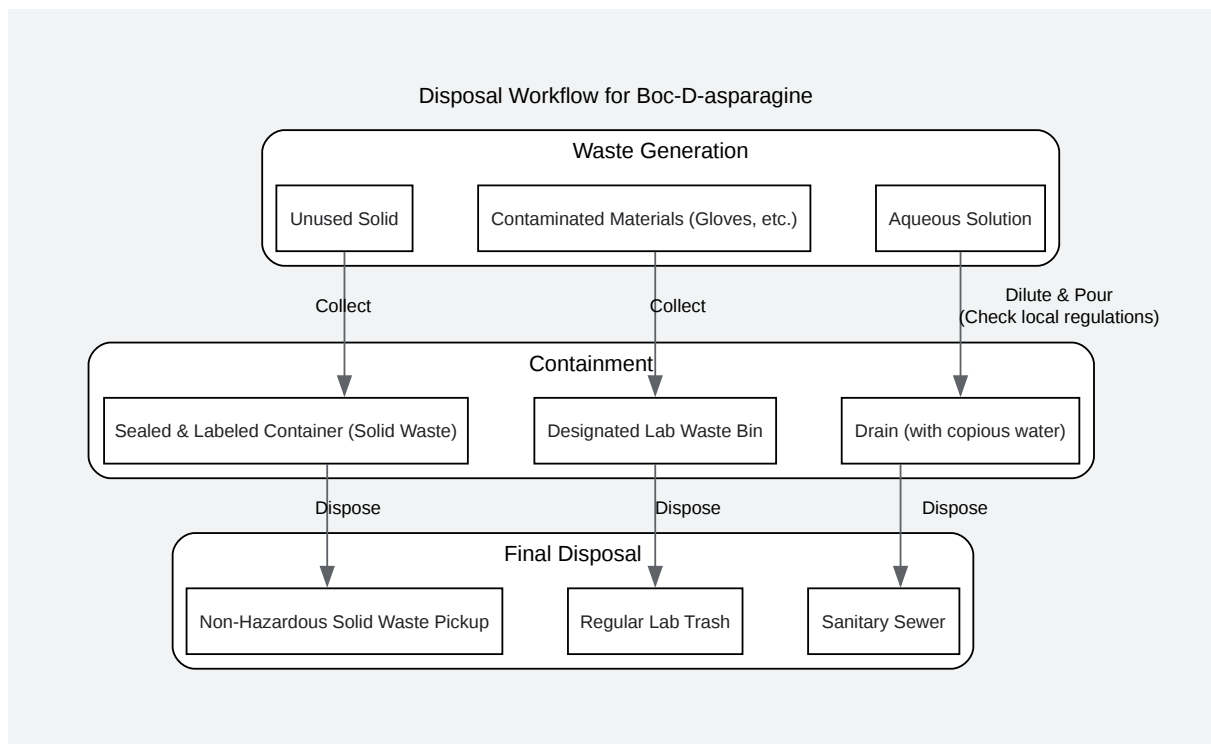 Disposal Workflow for Boc-D-asparagine
Waste Generation
Unused Solid
Contaminated Materials (Gloves, etc.)
Aqueous Solution
Collect
Collect
Dilute & Pour
(Check local regulations)
Containment
Sealed & Labeled Container (Solid Waste)
Designated Lab Waste Bin
Drain (with copious water)
Dispose
Dispose
Dispose
Final Disposal
Non-Hazardous Solid Waste Pickup
Regular Lab Trash
Sanitary Sewer